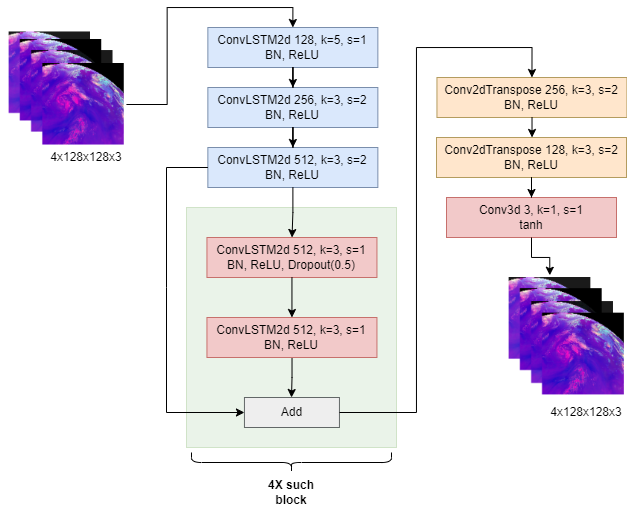 ConvLSTM2d 128, k=5, s=1
BN, ReLU
ConvLSTM2d 256, k=3, s=2
BN, ReLU
ConvLSTM2d 512, k=3, s=2
BN, ReLU
4x128x128x3
ConvLSTM2d 512, k=3, s=1
BN, ReLU, Dropout(0.5)
ConvLSTM2d 512, k=3, s=1
BN, ReLU
Add
4X such
block
Conv2dTranspose 256, k=3, s=2
BN, ReLU
Conv2dTranspose 128, k=3, s=2
BN, ReLU
Conv3d 3, k=1, s=1
tanh
4x128x128x3